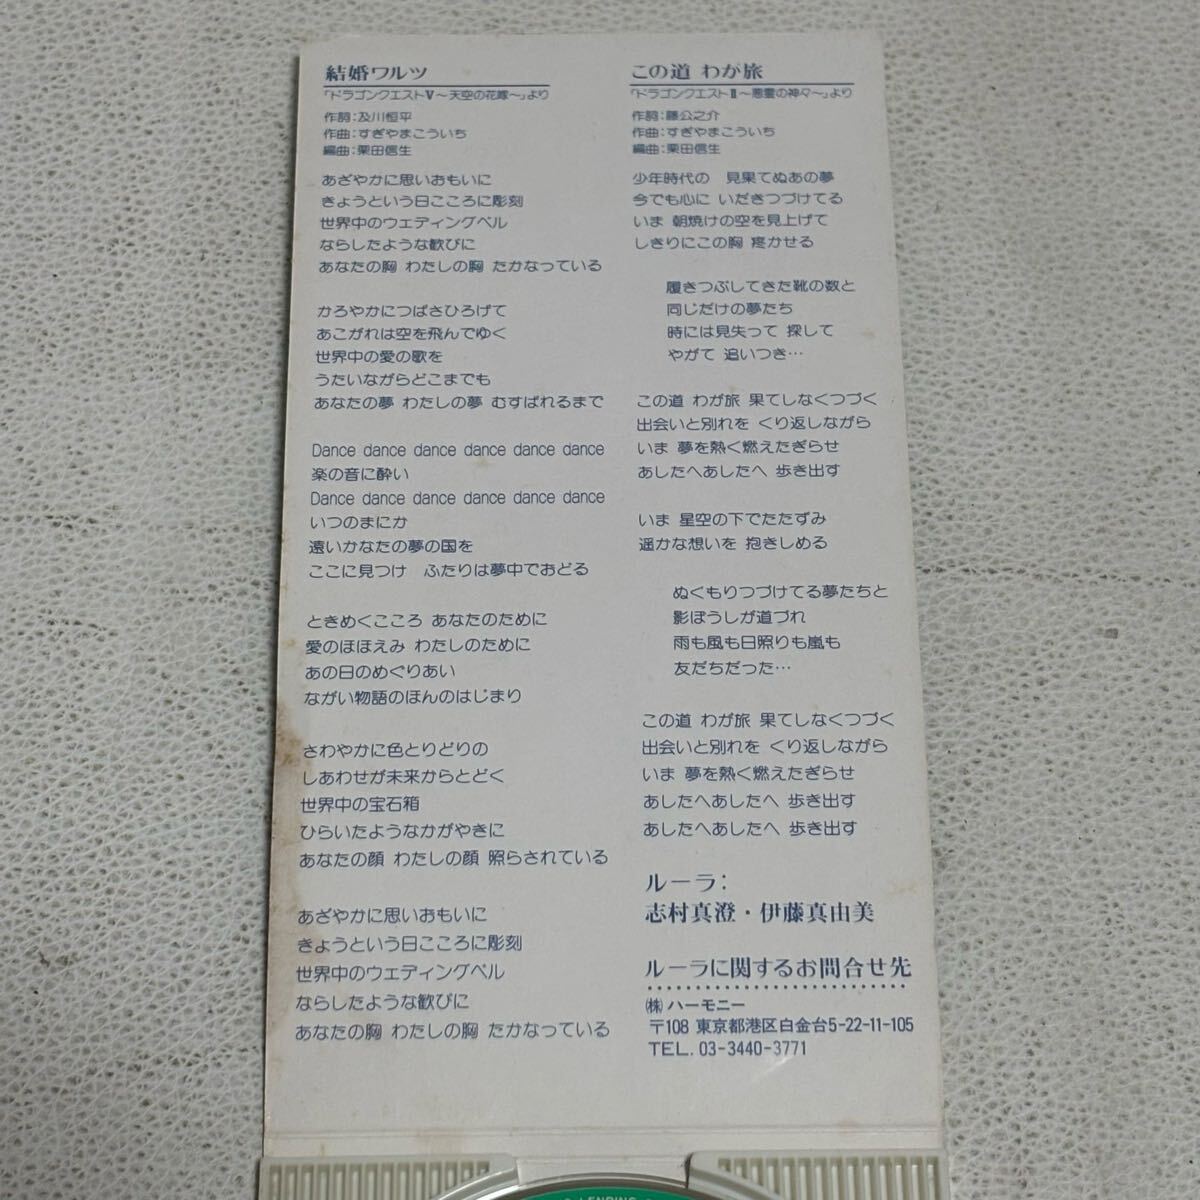 結婚ワルツ
「ドラゴンクエストⅤ〜天空の花嫁〜」より
作詞:及川恒平
作曲:すぎやまこういち
編曲:栗田信生
あざやかに思いおもいに
きょうという日こころに彫刻
世界中のウエディングベル
ならしたような歓びに
あなたの胸 わたしの胸 たかなっている
かろやかにつばさひろげて
あこがれは空を飛んでゆく
世界中の愛の歌を
うたいながらどこまでも
あなたの夢 わたしの夢 むすばれるまで
Dance dance dance dance dance dance
楽の音に酔い
Dance dance dance dance dance dance
いつのまにか
遠いかなたの夢の国を
ここに見つけ ふたりは夢中でおどる
ときめくこころ あなたのために
愛のほほえみ わたしのために
あの日のめぐりあい
ながい物語のほんのはじまり
さわやかに色とりどりの
しあわせが未来からとどく
世界中の宝石箱
ひらいたようなかがやきに
あなたの顔 わたしの顔 照らされている
あざやかに思いおもいに
きょうという日こころに彫刻
世界中のウエディングベル
ならしたような歓びに
あなたの胸 わたしの胸 たかなっている
この道 わが旅
「ドラゴンクエストⅡ〜悪霊の神々〜」より
作詞:藤公之介
作曲:すぎやまこういち
編曲:栗田信生
少年時代の 見果てぬあの夢
今でも心に いだきつづけてる
いま 朝焼けの空を見上げて
しきりにこの胸 疼かせる
履きつぶしてきた靴の数と
同じだけの夢たち
時には見失って 探して
やがて 追いつき…
この道 わが旅 果てしなくつづく
出会いと別れを くり返しながら
いま 夢を熱く燃えたぎらせ
あしたへあしたへ 歩き出す
いま 星空の下でたたずみ
遥かな想いを 抱きしめる
ぬくもりつづけてる夢たちと
影ぼうしが道づれ
雨も風も日照りも嵐も
友だちだった…
この道 わが旅 果てしなくつづく
出会いと別れを くり返しながら
いま 夢を熱く燃えたぎらせ
あしたへあしたへ 歩き出す
あしたへあしたへ 歩き出す
ルーラ:
志村真澄・伊藤真由美
ルーラに関するお問合せ先
㈱ハーモニー
〒108 東京都港区白金台5-22-11-105
TEL. 03-3440-3771